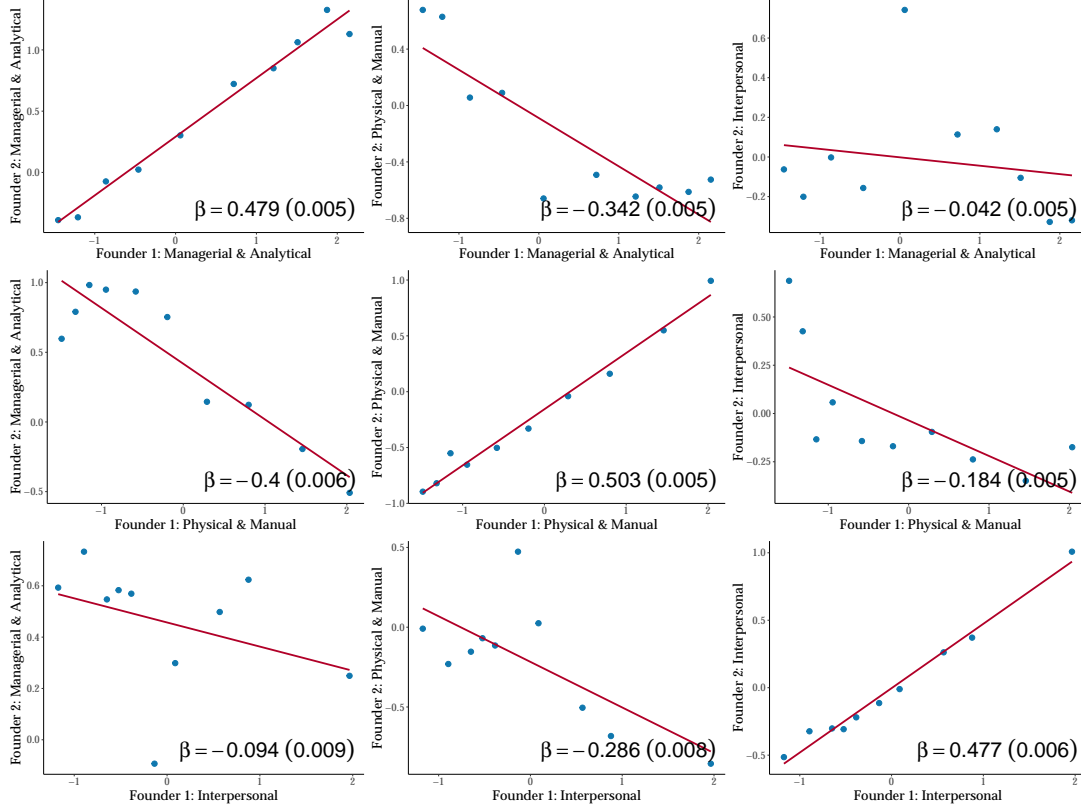 Founder 2: Managerial & Analytical
1.0
0.5
0.0
β = 0.479 (0.005)
−1 0 1 2
Founder 1: Managerial & Analytical
Founder 2: Physical & Manual
0.4
0.0
−0.4
−0.8
β = −0.342 (0.005)
−1 0 1 2
Founder 1: Managerial & Analytical
Founder 2: Interpersonal
0.6
0.4
0.2
0.0
−0.2
β = −0.042 (0.005)
−1 0 1 2
Founder 1: Managerial & Analytical
Founder 2: Managerial & Analytical
1.0
0.5
0.0
−0.5
β = −0.4 (0.006)
−1 0 1 2
Founder 1: Physical & Manual
Founder 2: Physical & Manual
1.0
0.5
0.0
−0.5
−1.0
β = 0.503 (0.005)
−1 0 1 2
Founder 1: Physical & Manual
Founder 2: Interpersonal
0.50
0.25
0.00
−0.25
β = −0.184 (0.005)
−1 0 1 2
Founder 1: Physical & Manual
Founder 2: Managerial & Analytical
0.6
0.4
0.2
0.0
β = −0.094 (0.009)
−1 0 1 2
Founder 1: Interpersonal
Founder 2: Physical & Manual
0.5
0.0
−0.5
β = −0.286 (0.008)
−1 0 1 2
Founder 1: Interpersonal
Founder 2: Interpersonal
1.0
0.5
0.0
−0.5
β = 0.477 (0.006)
−1 0 1 2
Founder 1: Interpersonal